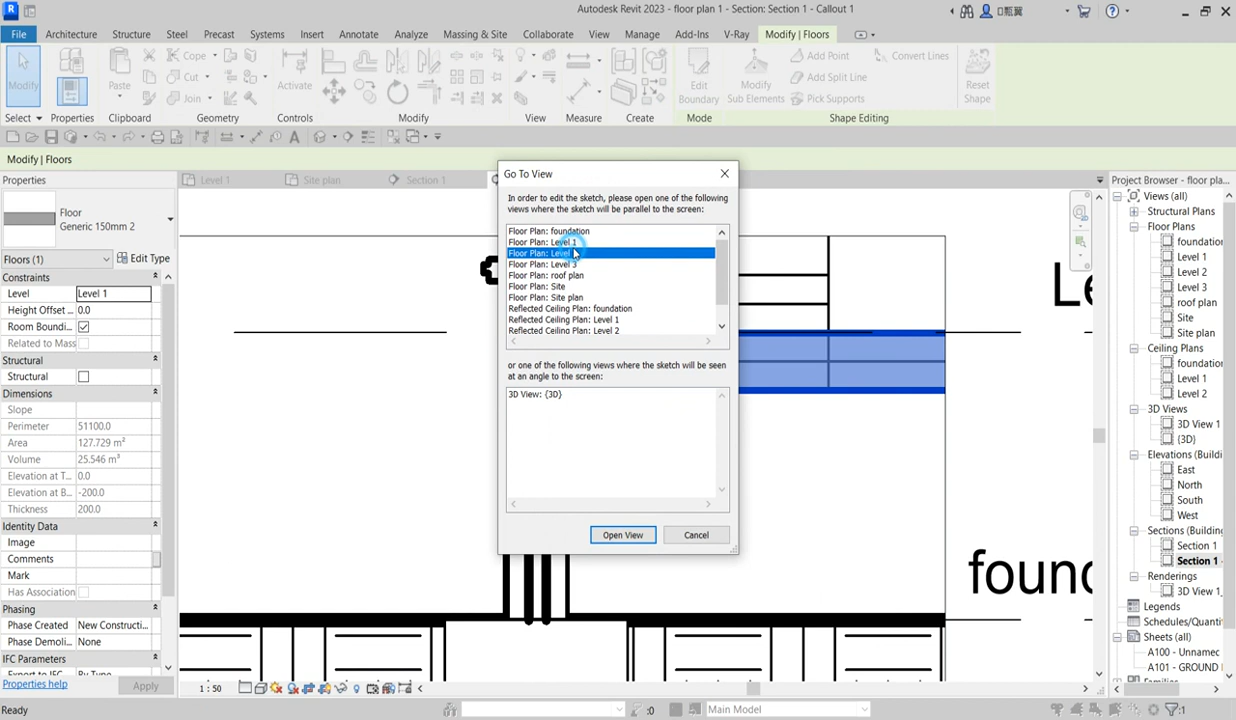 Autodesk Revit 2023 - floor plan 1 - Section: Section 1 - Callout 1
File Architecture Structure Steel Precast Systems Insert Annotate Analyze Massing & Site Collaborate View Manage Add-Ins V-Ray Modify | Floors
Modify
Paste
Cope
Cut
Join
Activate
Edit
Boundary
Modify
Sub Elements
Add Point
Add Split Line
Pick Supports
Convert Lines
Reset
Shape
Select Properties Clipboard Geometry Controls Modify View Measure Create Mode Shape Editing
Modify | Floors
Properties
Level 1 Site plan Section 1
Floor
Generic 150mm 2
Floors (1) Edit Type
Constraints
Level Level 1
Height Offset ... 0.0
Room Boundi...
Related to Mass
Structural
Structural
Dimensions
Slope
Perimeter 51100.0
Area 127.729 m²
Volume 25.546 m³
Elevation at T... 0.0
Elevation at B... -200.0
Thickness 200.0
Identity Data
Image
Comments
Mark
Has Association
Phasing
Phase Created New Constructi...
Phase Demoli... None
IFC Parameters
Export to IFC By Type
Properties help Apply
Go To View
In order to edit the sketch, please open one of the following
views where the sketch will be parallel to the screen:
Floor Plan: foundation
Floor Plan: Level 1
Floor Plan: Level
Floor Plan: Level 3
Floor Plan: roof plan
Floor Plan: Site
Floor Plan: Site plan
Reflected Ceiling Plan: foundation
Reflected Ceiling Plan: Level 1
Reflected Ceiling Plan: Level 2
or one of the following views where the sketch will be seen
at an angle to the screen:
3D View: {3D}
Open View Cancel
Le
found
Project Browser - floor pla...
Views (all)
Structural Plans
Floor Plans
foundation
Level 1
Level 2
Level 3
roof plan
Site
Site plan
Ceiling Plans
foundation
Level 1
Level 2
3D Views
3D View 1
{3D}
Elevations (Buildi
East
North
South
West
Sections (Building
Section 1
Section 1 -
Renderings
3D View 1_
Legends
Schedules/Quantit
Sheets (all)
A100 - Unnamec
A101 - GROUND
Families
1 : 50
Ready :0 Main Model :1